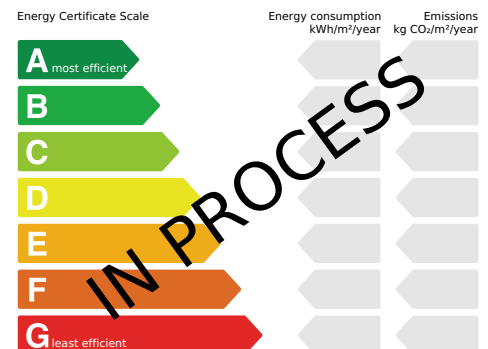 Energy Certificate Scale
Energy consumption
kWh/m²/year
Emissions
kg CO₂/m²/year
A most efficient
B
C
D
E
F
G least efficient
IN PROCESS